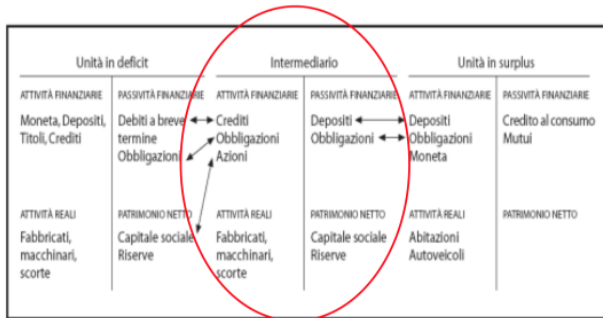 Unità in deficit
Intermediario
Unità in surplus
ATTIVITÀ FINANZIARIE
PASSIVITÀ FINANZIARIE
ATTIVITÀ FINANZIARIE
PASSIVITÀ FINANZIARIE
ATTIVITÀ FINANZIARIE
PASSIVITÀ FINANZIARIE
Moneta, Depositi,
Titoli, Crediti
Debiti a breve
termine
Obbligazioni
Crediti
Obbligazioni
Azioni
Depositi
Obbligazioni
Depositi
Obbligazioni
Moneta
Credito al consumo
Mutui
ATTIVITÀ REALI
PATRIMONIO NETTO
ATTIVITÀ REALI
PATRIMONIO NETTO
ATTIVITÀ REALI
PATRIMONIO NETTO
Fabbricati,
macchinari,
scorte
Capitale sociale
Riserve
Fabbricati,
macchinari,
scorte
Capitale sociale
Riserve
Abitazioni
Autoveicoli